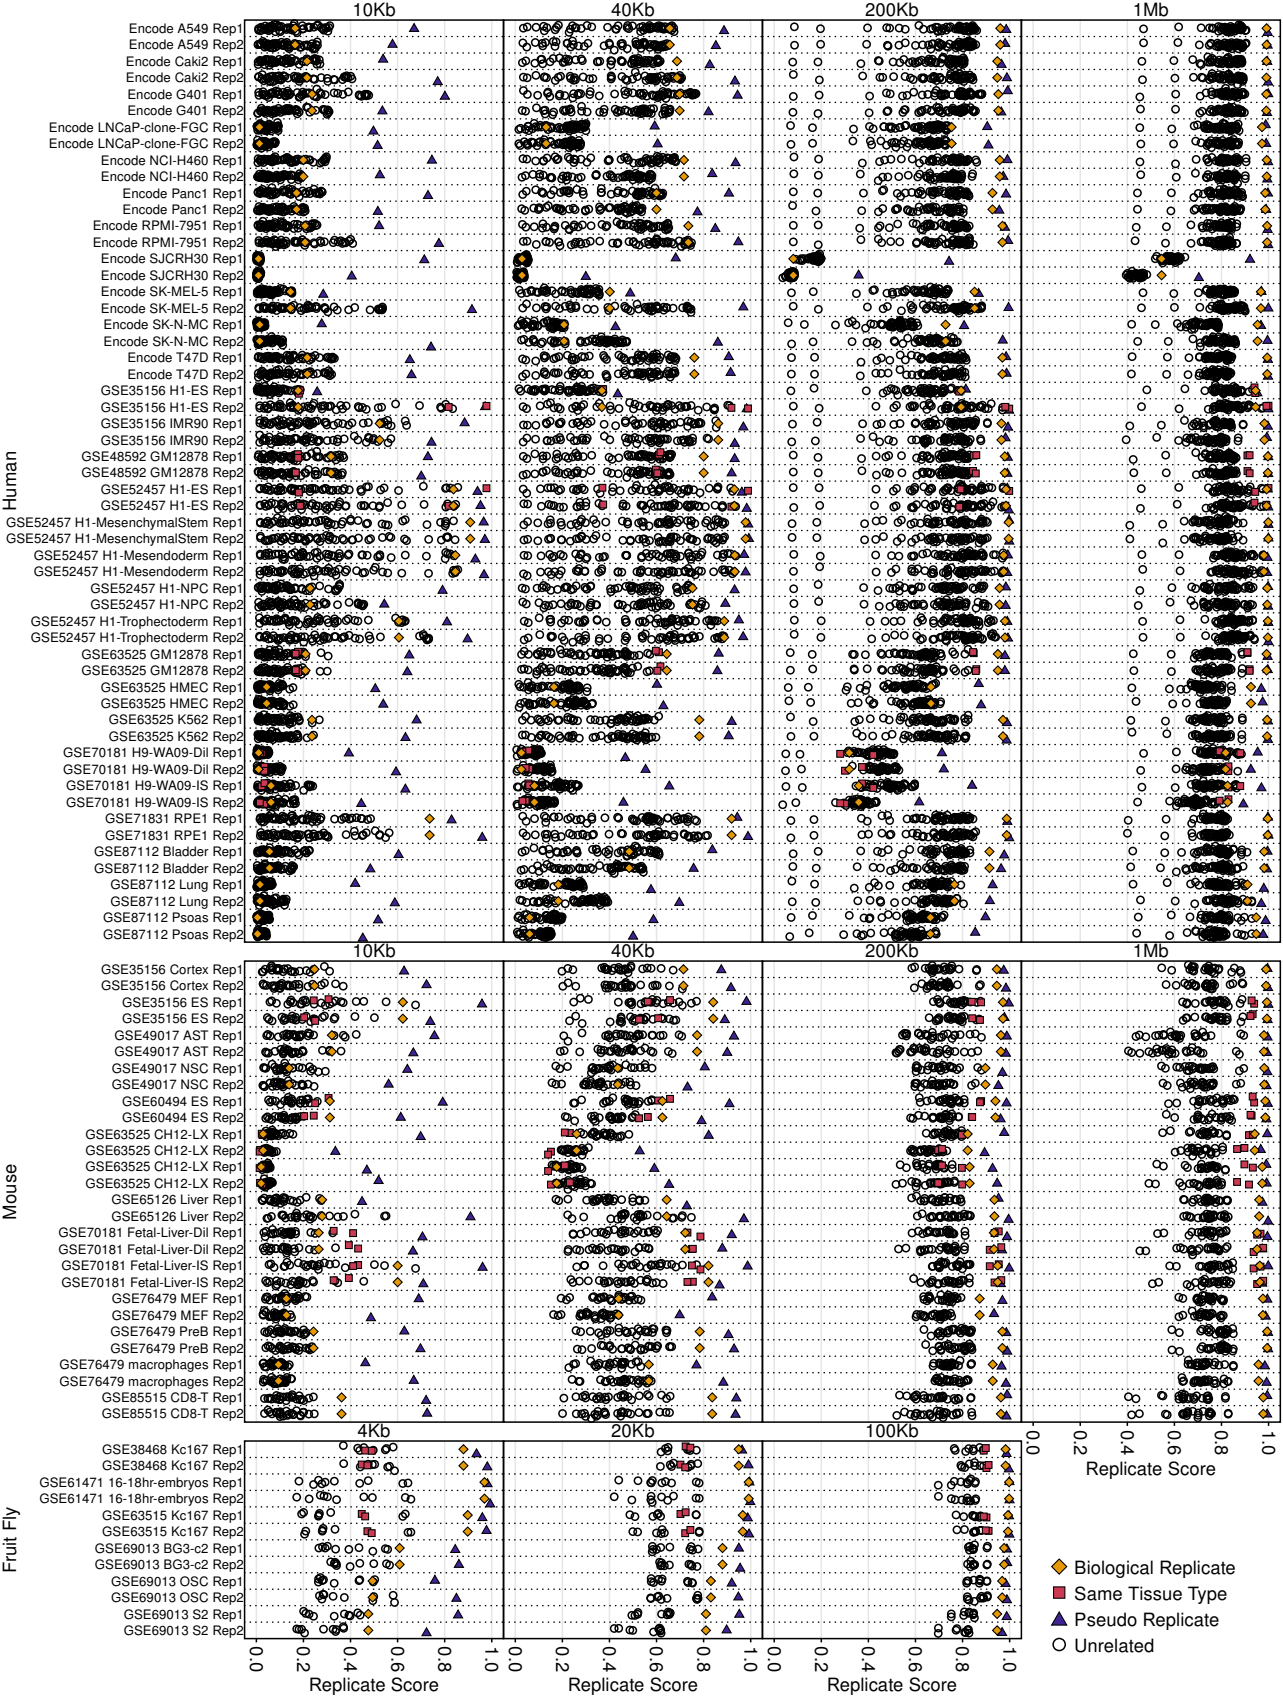 10Kb 40Kb 200Kb 1Mb
Human
Encode A549 Rep1
Encode A549 Rep2
Encode Caki2 Rep1
Encode Caki2 Rep2
Encode G401 Rep1
Encode G401 Rep2
Encode LNCaP-clone-FGC Rep1
Encode LNCaP-clone-FGC Rep2
Encode NCI-H460 Rep1
Encode NCI-H460 Rep2
Encode Panc1 Rep1
Encode Panc1 Rep2
Encode RPMI-7951 Rep1
Encode RPMI-7951 Rep2
Encode SJCRH30 Rep1
Encode SJCRH30 Rep2
Encode SK-MEL-5 Rep1
Encode SK-MEL-5 Rep2
Encode SK-N-MC Rep1
Encode SK-N-MC Rep2
Encode T47D Rep1
Encode T47D Rep2
GSE35156 H1-ES Rep1
GSE35156 H1-ES Rep2
GSE35156 IMR90 Rep1
GSE35156 IMR90 Rep2
GSE48592 GM12878 Rep1
GSE48592 GM12878 Rep2
GSE52457 H1-ES Rep1
GSE52457 H1-ES Rep2
GSE52457 H1-MesenchymalStem Rep1
GSE52457 H1-MesenchymalStem Rep2
GSE52457 H1-Mesendoderm Rep1
GSE52457 H1-Mesendoderm Rep2
GSE52457 H1-NPC Rep1
GSE52457 H1-NPC Rep2
GSE52457 H1-Trophectoderm Rep1
GSE52457 H1-Trophectoderm Rep2
GSE63525 GM12878 Rep1
GSE63525 GM12878 Rep2
GSE63525 HMEC Rep1
GSE63525 HMEC Rep2
GSE63525 K562 Rep1
GSE63525 K562 Rep2
GSE70181 H9-WA09-Dil Rep1
GSE70181 H9-WA09-Dil Rep2
GSE70181 H9-WA09-IS Rep1
GSE70181 H9-WA09-IS Rep2
GSE71831 RPE1 Rep1
GSE71831 RPE1 Rep2
GSE87112 Bladder Rep1
GSE87112 Bladder Rep2
GSE87112 Lung Rep1
GSE87112 Lung Rep2
GSE87112 Psoas Rep1
GSE87112 Psoas Rep2
10Kb 40Kb 200Kb 1Mb
Mouse
GSE35156 Cortex Rep1
GSE35156 Cortex Rep2
GSE35156 ES Rep1
GSE35156 ES Rep2
GSE49017 AST Rep1
GSE49017 AST Rep2
GSE49017 NSC Rep1
GSE49017 NSC Rep2
GSE60494 ES Rep1
GSE60494 ES Rep2
GSE63525 CH12-LX Rep1
GSE63525 CH12-LX Rep2
GSE63525 CH12-LX Rep1
GSE63525 CH12-LX Rep2
GSE65126 Liver Rep1
GSE65126 Liver Rep2
GSE70181 Fetal-Liver-Dil Rep1
GSE70181 Fetal-Liver-Dil Rep2
GSE70181 Fetal-Liver-IS Rep1
GSE70181 Fetal-Liver-IS Rep2
GSE76479 MEF Rep1
GSE76479 MEF Rep2
GSE76479 PreB Rep1
GSE76479 PreB Rep2
GSE76479 macrophages Rep1
GSE76479 macrophages Rep2
GSE85515 CD8-T Rep1
GSE85515 CD8-T Rep2
4Kb 20Kb 100Kb
0.0 0.2 0.4 0.6 0.8 1.0
Replicate Score
Fruit Fly
GSE38468 Kc167 Rep1
GSE38468 Kc167 Rep2
GSE61471 16-18hr-embryos Rep1
GSE61471 16-18hr-embryos Rep2
GSE63515 Kc167 Rep1
GSE63515 Kc167 Rep2
GSE69013 BG3-c2 Rep1
GSE69013 BG3-c2 Rep2
GSE69013 OSC Rep1
GSE69013 OSC Rep2
GSE69013 S2 Rep1
GSE69013 S2 Rep2
Biological Replicate
Same Tissue Type
Pseudo Replicate
Unrelated
0.0 0.2 0.4 0.6 0.8 1.0 0.0 0.2 0.4 0.6 0.8 1.0 0.0 0.2 0.4 0.6 0.8 1.0
Replicate Score Replicate Score Replicate Score